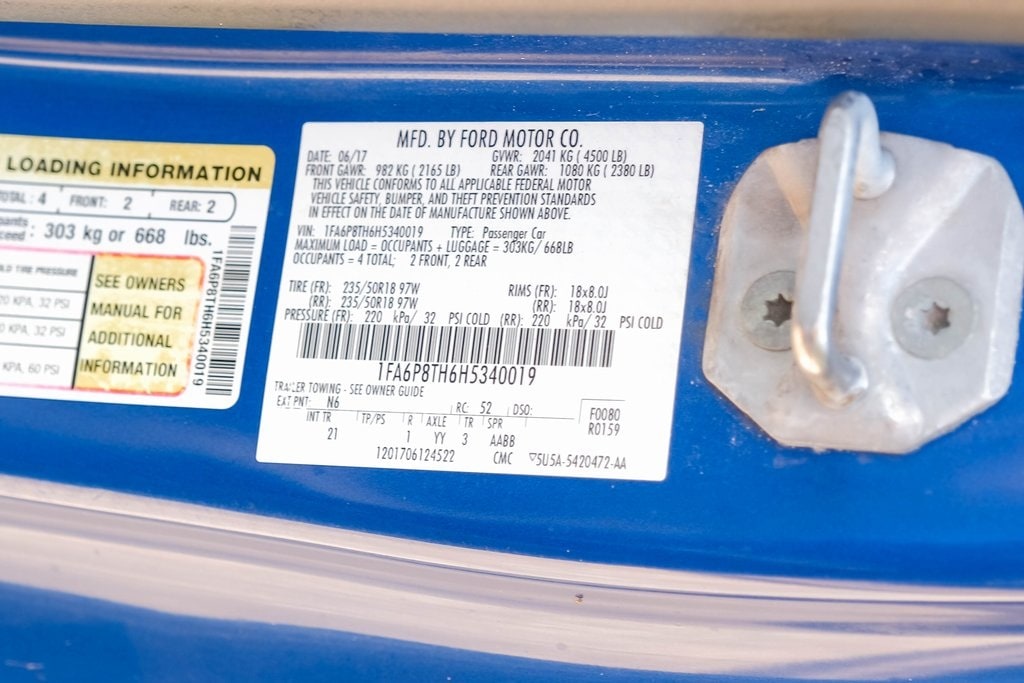 LOADING INFORMATION
TOTAL: 4 FRONT: 2 REAR: 2
303 kg or 668 lbs.
TIRE PRESSURE
KPA, 32 PSI
KPA, 32 PSI
KPA, 60 PSI
SEE OWNERS
MANUAL FOR
ADDITIONAL
INFORMATION
1FA6P8TH6H5340019
MFD. BY FORD MOTOR CO.
DATE: 06/17 GVWR: 2041 KG ( 4500 LB)
FRONT GAWR: 982 KG ( 2165 LB) REAR GAWR: 1080 KG ( 2380 LB)
THIS VEHICLE CONFORMS TO ALL APPLICABLE FEDERAL MOTOR
VEHICLE SAFETY, BUMPER, AND THEFT PREVENTION STANDARDS
IN EFFECT ON THE DATE OF MANUFACTURE SHOWN ABOVE.
VIN: 1FA6P8TH6H5340019 TYPE: Passenger Car
MAXIMUM LOAD = OCCUPANTS + LUGGAGE = 303KG/ 668LB
OCCUPANTS = 4 TOTAL; 2 FRONT, 2 REAR
TIRE (FR): 235/50R18 97W RIMS (FR): 18x8.0J
(RR): 235/50R18 97W (RR): 18x8.0J
PRESSURE (FR): 220 kPa/ 32 PSI COLD (RR): 220 kPa/ 32 PSI COLD
1FA6P8TH6H5340019
TRAILER TOWING - SEE OWNER GUIDE
EXT PNT: N6 RC: 52 DSO: F0080
INT TR TP/PS R AXLE TR SPR R0159
21 1 YY 3 AABB
1201706124522 CMC ▽5U5A-5420472-AA